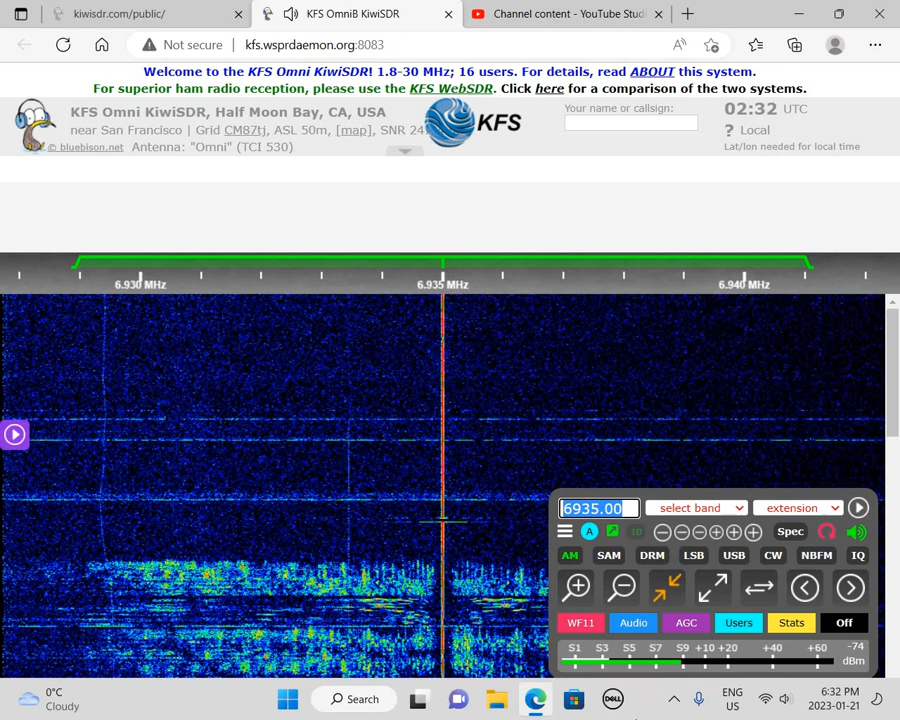 kiwisdr.com/public/
KFS OmniB KiwiSDR
Channel content - YouTube Studi
Not secure
kfs.wsprdaemon.org:8083
Welcome to the KFS Omni KiwiSDR! 1.8-30 MHz; 16 users. For details, read ABOUT this system.
For superior ham radio reception, please use the KFS WebSDR. Click here for a comparison of the two systems.
KFS Omni KiwiSDR, Half Moon Bay, CA, USA
near San Francisco | Grid CM87tj, ASL 50m, [map], SNR 24
© bluebison.net Antenna: "Omni" (TCI 530)
KFS
Your name or callsign:
02:32 UTC
? Local
Lat/lon needed for local time
6.930 MHz
6.935 MHz
6.940 MHz
6935.00
select band
extension
A
1D
Spec
AM SAM DRM LSB USB CW NBFM IQ
WF11 Audio AGC Users Stats Off
S1 S3 S5 S7 S9 +10 +20 +40 +60 -74
dBm
0°C
Cloudy
Search
DELL
ENG
US
6:32 PM
2023-01-21